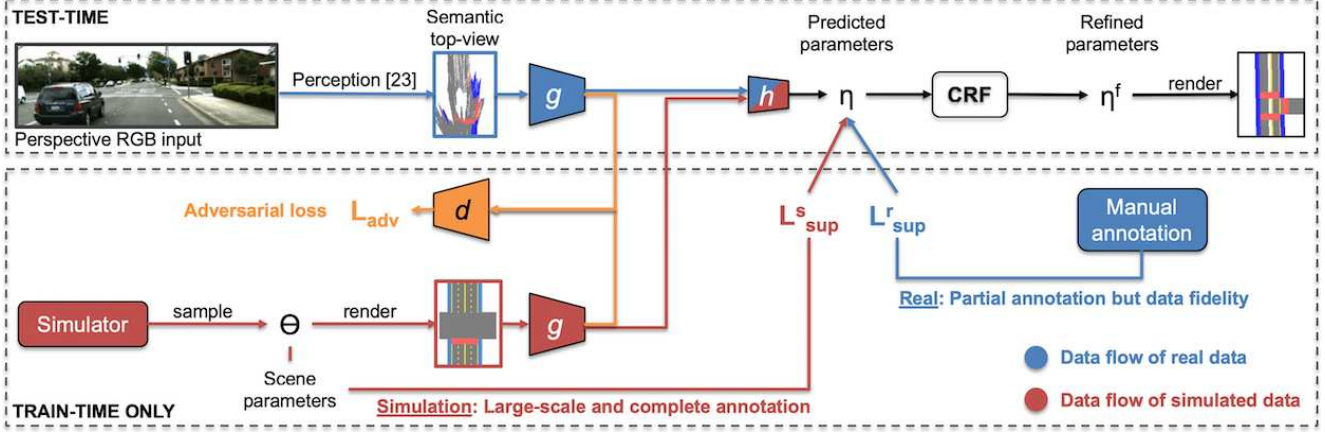 TEST-TIME
Semantic
top-view
Predicted
parameters
Refined
parameters
Perception [23]
g
h
η
CRF
η^f
render
Perspective RGB input
Adversarial loss
L_adv
d
L^s_sup
L^r_sup
Manual
annotation
Real: Partial annotation but data fidelity
Simulator
sample
Θ
render
g
Scene
parameters
Simulation: Large-scale and complete annotation
Data flow of real data
Data flow of simulated data
TRAIN-TIME ONLY